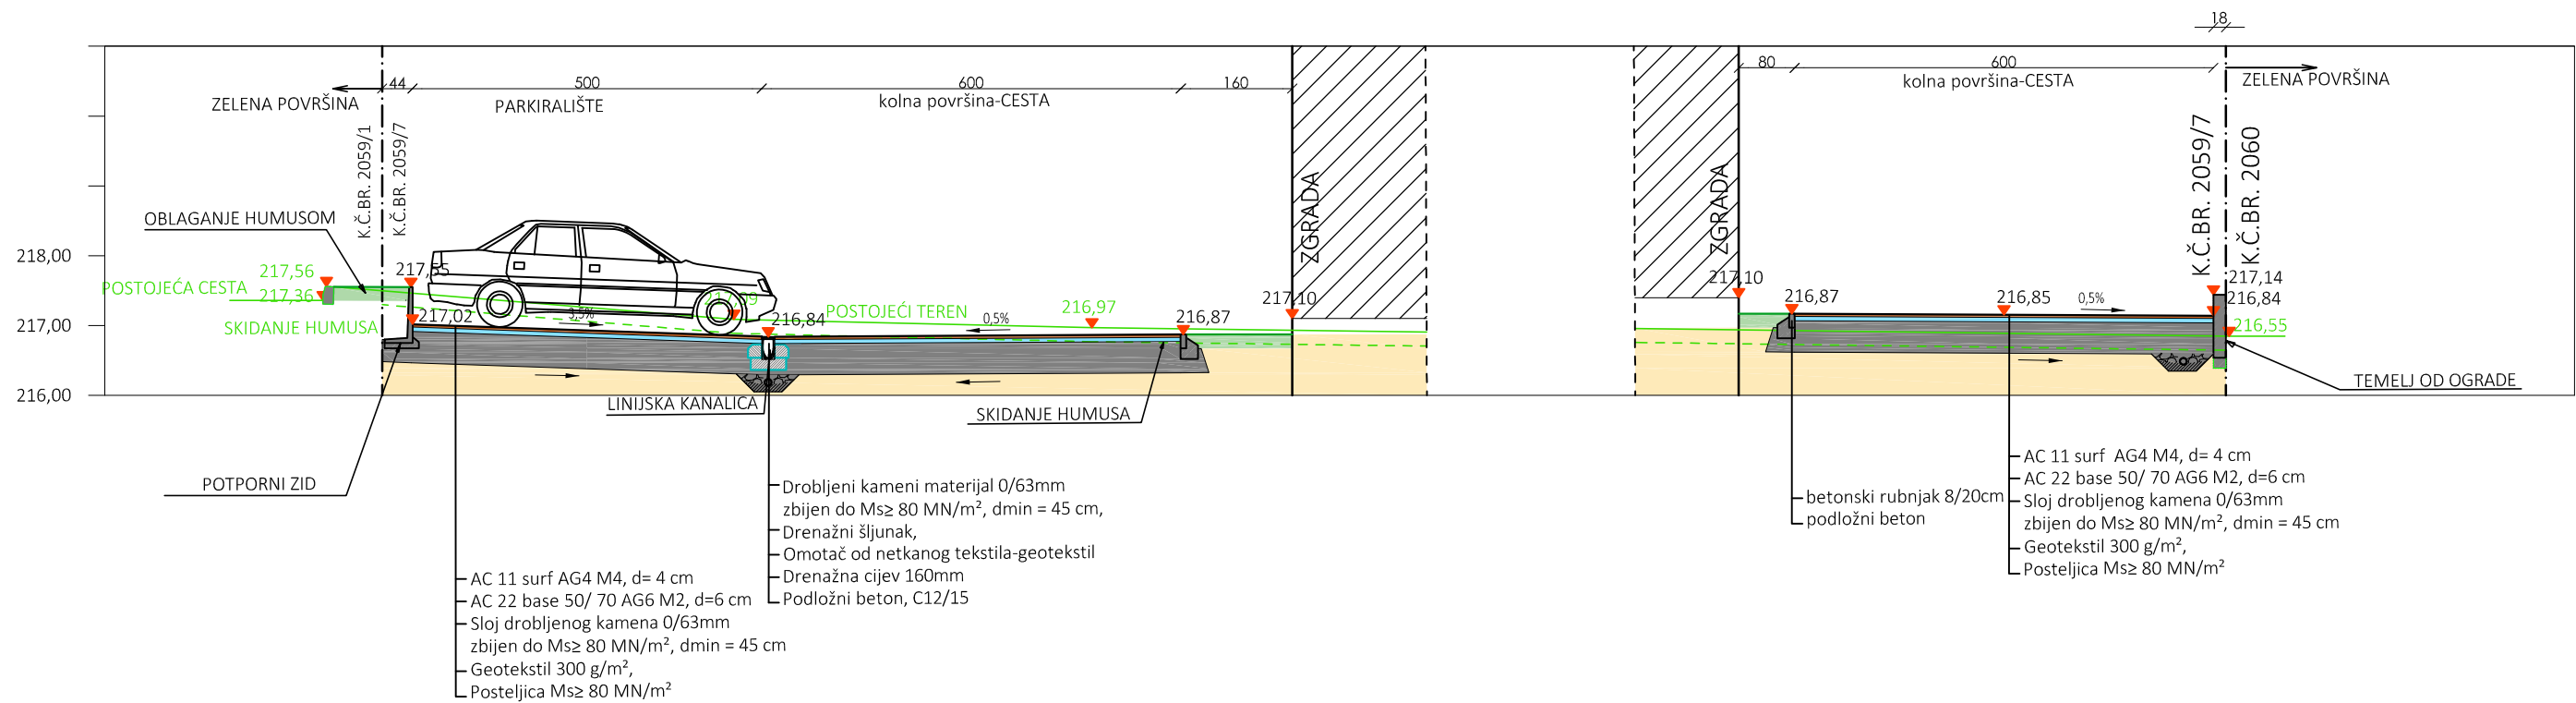 18
44
500
600
160
80
600
ZELENA POVRŠINA
PARKIRALIŠTE
kolna površina-CESTA
kolna površina-CESTA
ZELENA POVRŠINA
K.Č.BR. 2059/1
K.Č.BR. 2059/7
ZGRADA
ZGRADA
K.Č.BR. 2059/7
K.Č.BR. 2060
OBLAGANJE HUMUSOM
218,00
217,00
216,00
217,56
217,55
POSTOJEĆA CESTA
217,36
SKIDANJE HUMUSA
217,02
3,5%
216,84
POSTOJEĆI TEREN
216,97
0,5%
216,87
217,10
217,10
216,87
216,85
0,5%
217,14
216,84
216,55
LINIJSKA KANALICA
SKIDANJE HUMUSA
TEMELJ OD OGRADE
POTPORNI ZID
AC 11 surf AG4 M4, d= 4 cm
AC 22 base 50/ 70 AG6 M2, d=6 cm
Sloj drobljenog kamena 0/63mm
zbijen do Ms≥ 80 MN/m², dmin = 45 cm
Geotekstil 300 g/m²,
Posteljica Ms≥ 80 MN/m²
Drobljeni kameni materijal 0/63mm
zbijen do Ms≥ 80 MN/m², dmin = 45 cm,
Drenažni šljunak,
Omotač od netkanog tekstila-geotekstil
Drenažna cijev 160mm
Podložni beton, C12/15
betonski rubnjak 8/20cm
podložni beton
AC 11 surf  AG4 M4, d= 4 cm
AC 22 base 50/ 70 AG6 M2, d=6 cm
Sloj drobljenog kamena 0/63mm
zbijen do Ms≥ 80 MN/m², dmin = 45 cm
Geotekstil 300 g/m²,
Posteljica Ms≥ 80 MN/m²